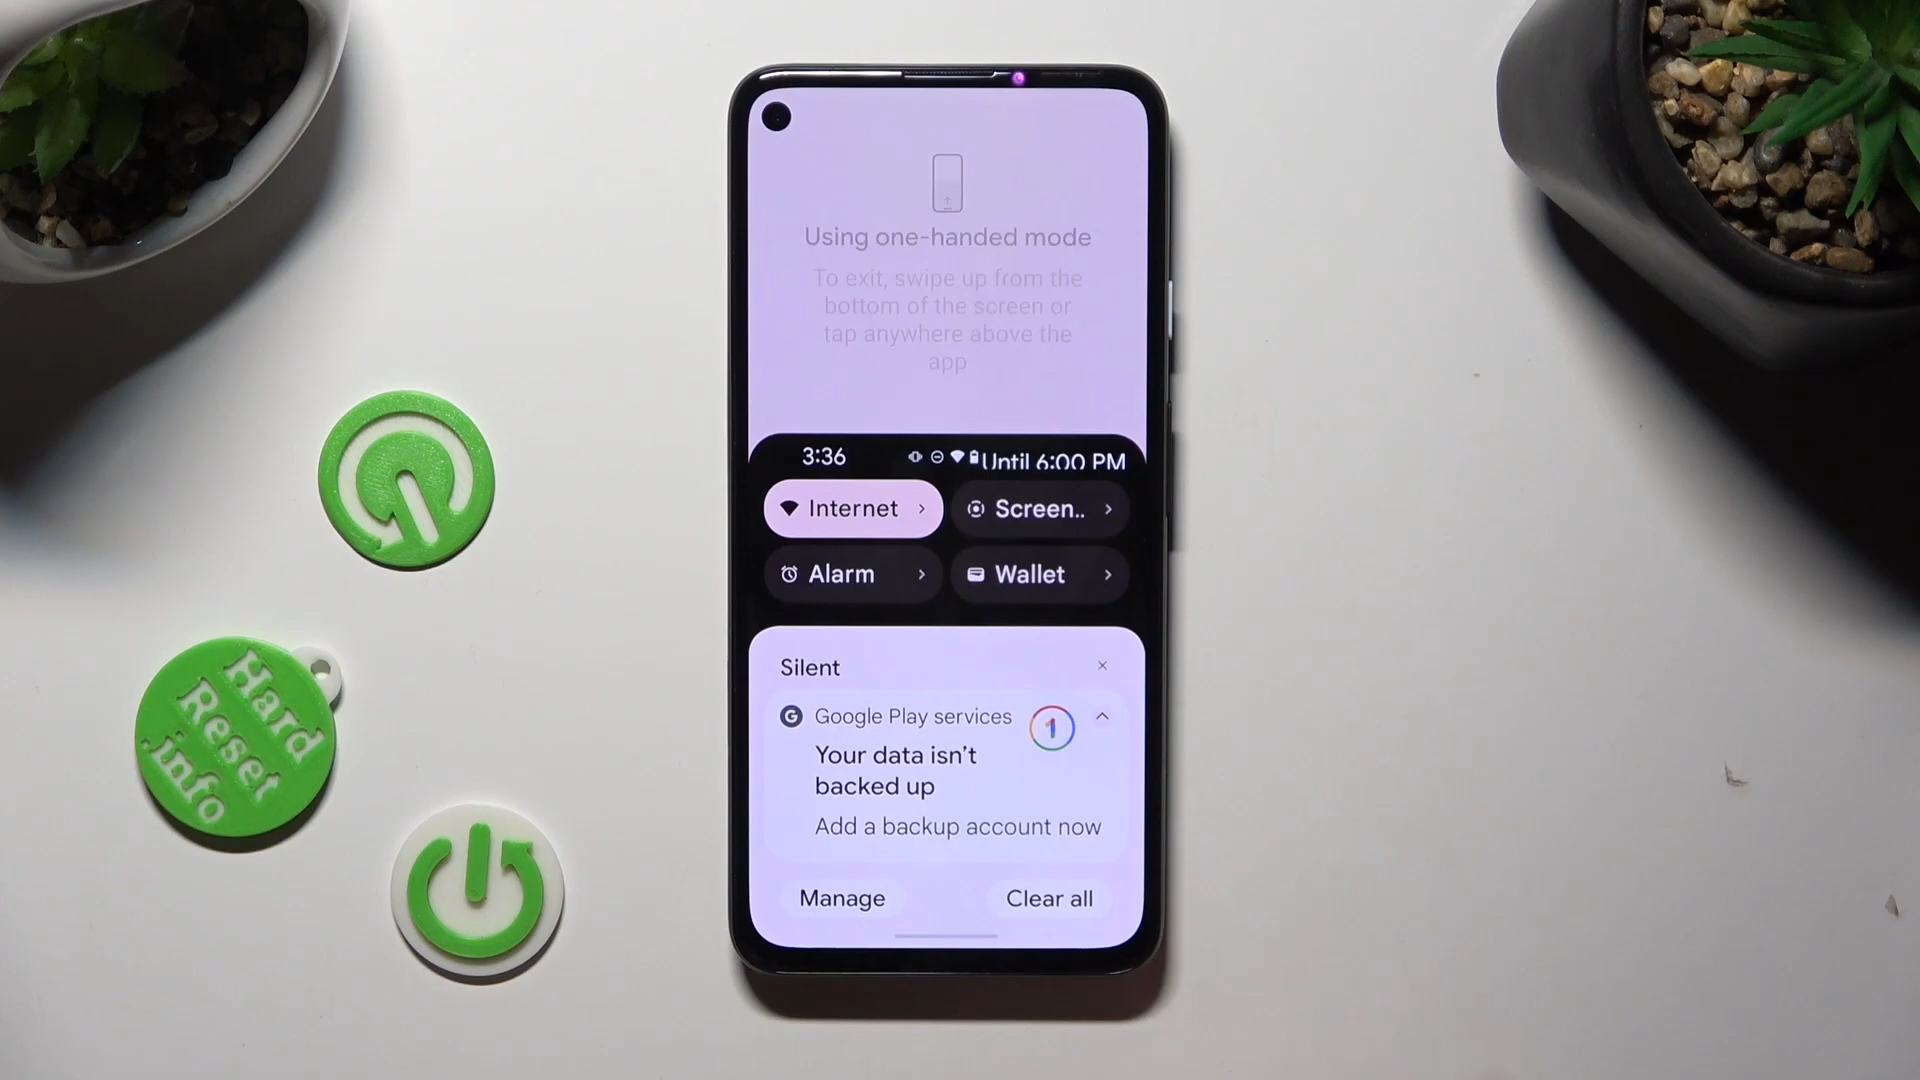 Using one-handed mode
To exit, swipe up from the
bottom of the screen or
tap anywhere above the
app
3:36 Until 6:00 PM
Internet Screen..
Alarm Wallet
Silent
Google Play services
Your data isn't
backed up
Add a backup account now
Manage Clear all
Hard
Reset
.info